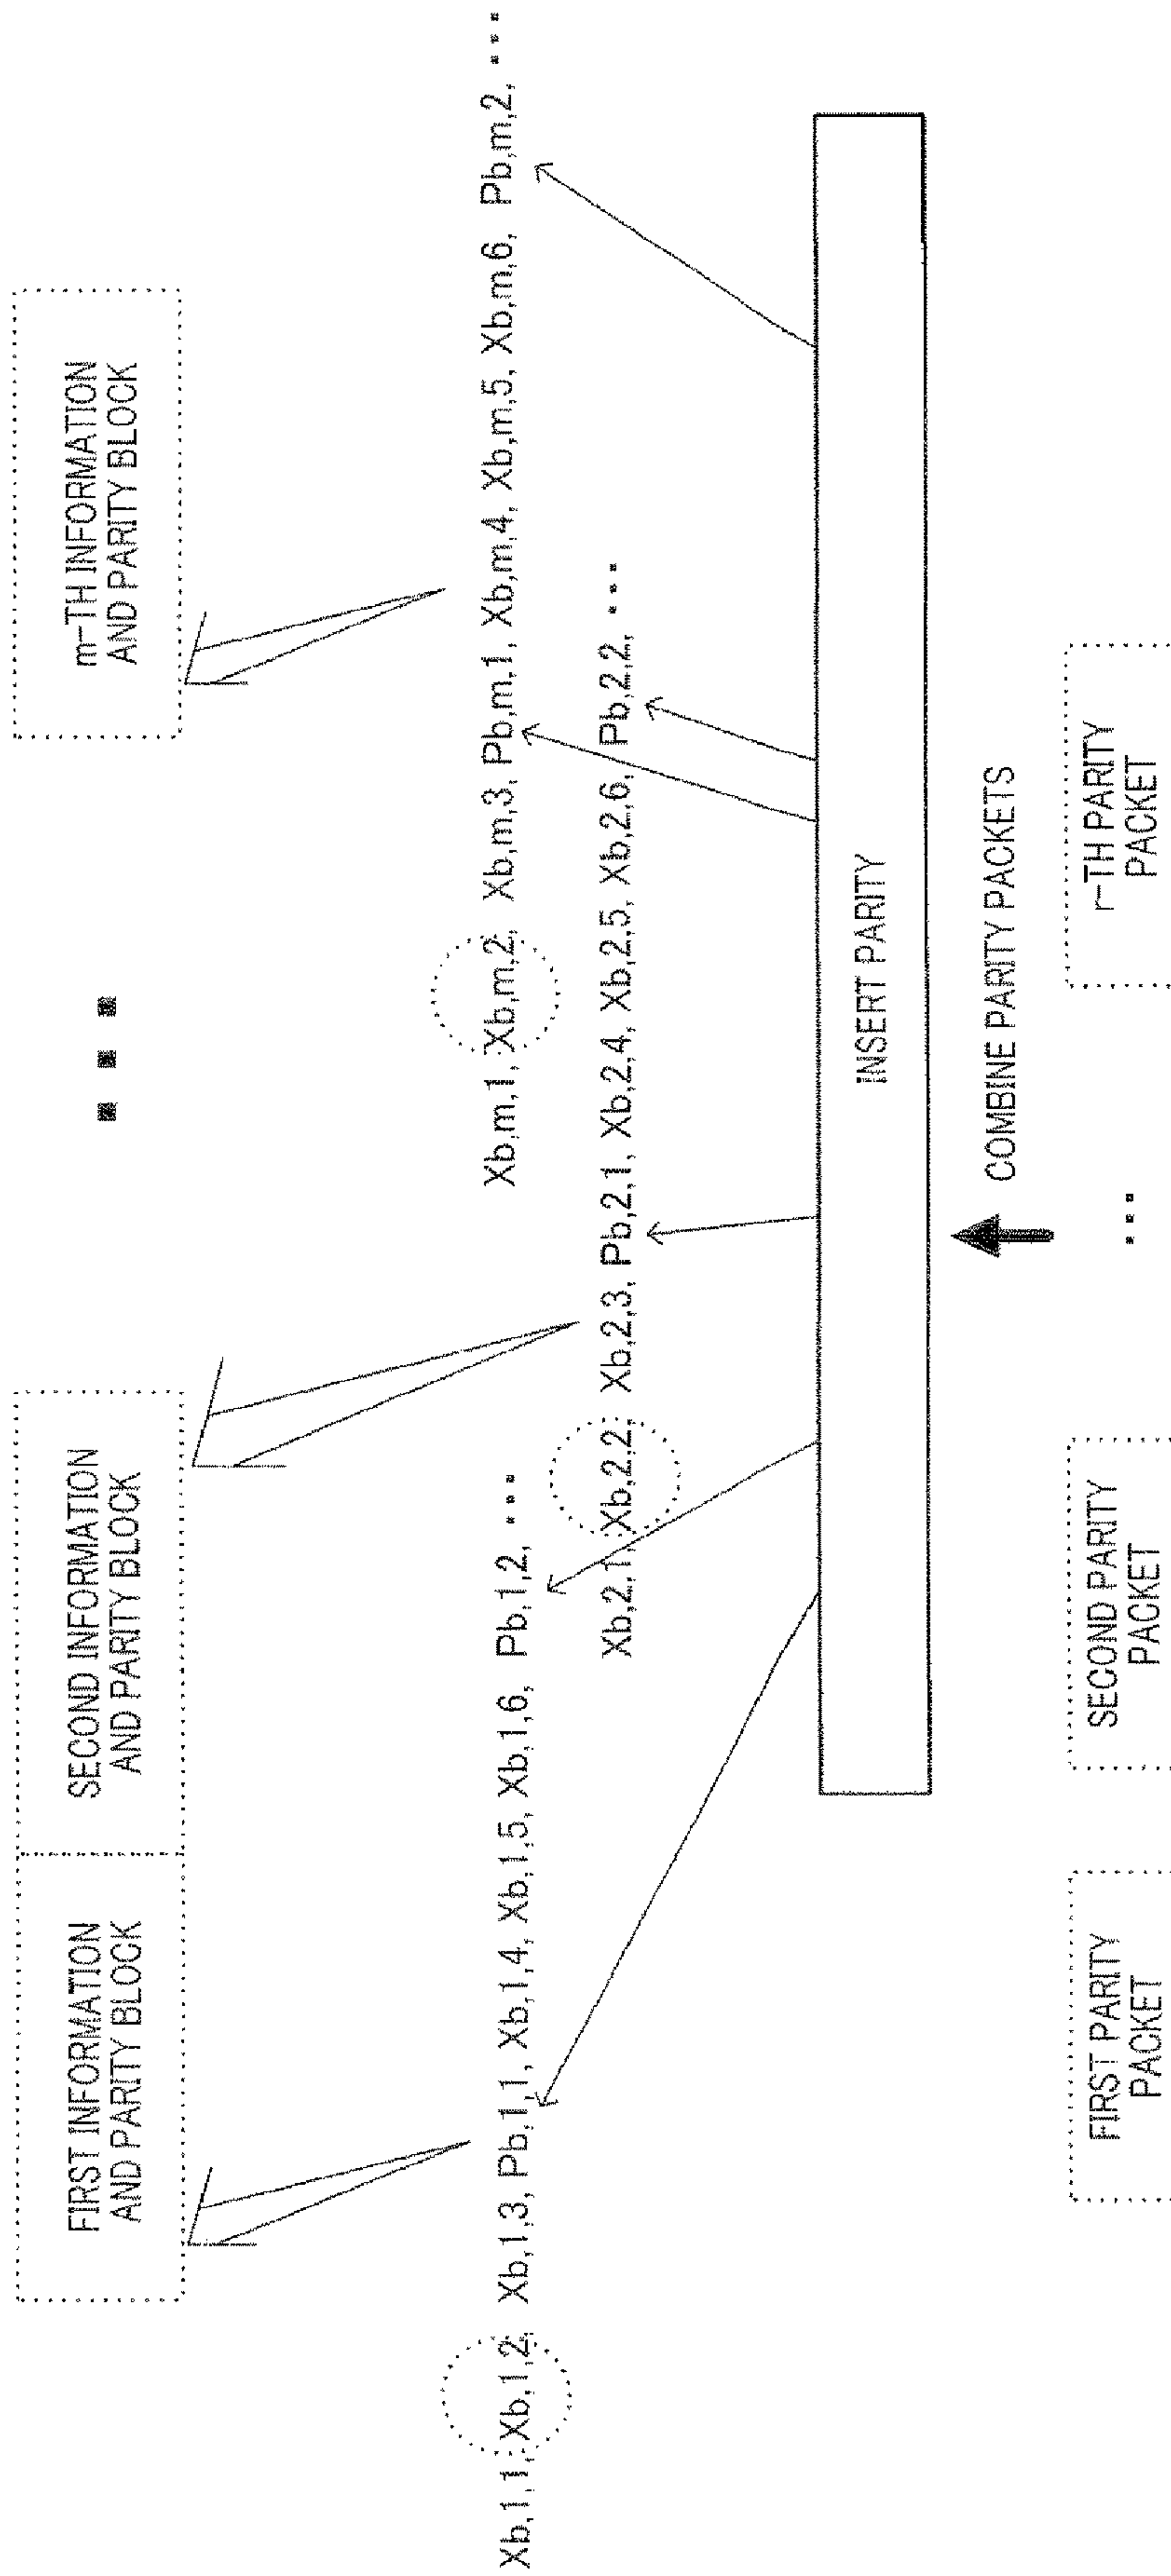 FIRST INFORMATION
AND PARITY BLOCK
SECOND INFORMATION
AND PARITY BLOCK
...
m-TH INFORMATION
AND PARITY BLOCK
Xb,m,1, Xb,m,2, Xb,m,3, Pb,m,1, Xb,m,4, Xb,m,5, Xb,m,6, Pb,m,2, ...
Xb,1,1, Xb,1,2, Xb,1,3, Pb,1,1, Xb,1,4, Xb,1,5, Xb,1,6, Pb,1,2, ...
Xb,2,1, Xb,2,2, Xb,2,3, Pb,2,1, Xb,2,4, Xb,2,5, Xb,2,6, Pb,2,2, ...
INSERT PARITY
COMBINE PARITY PACKETS
FIRST PARITY
PACKET
SECOND PARITY
PACKET
...
r-TH PARITY
PACKET